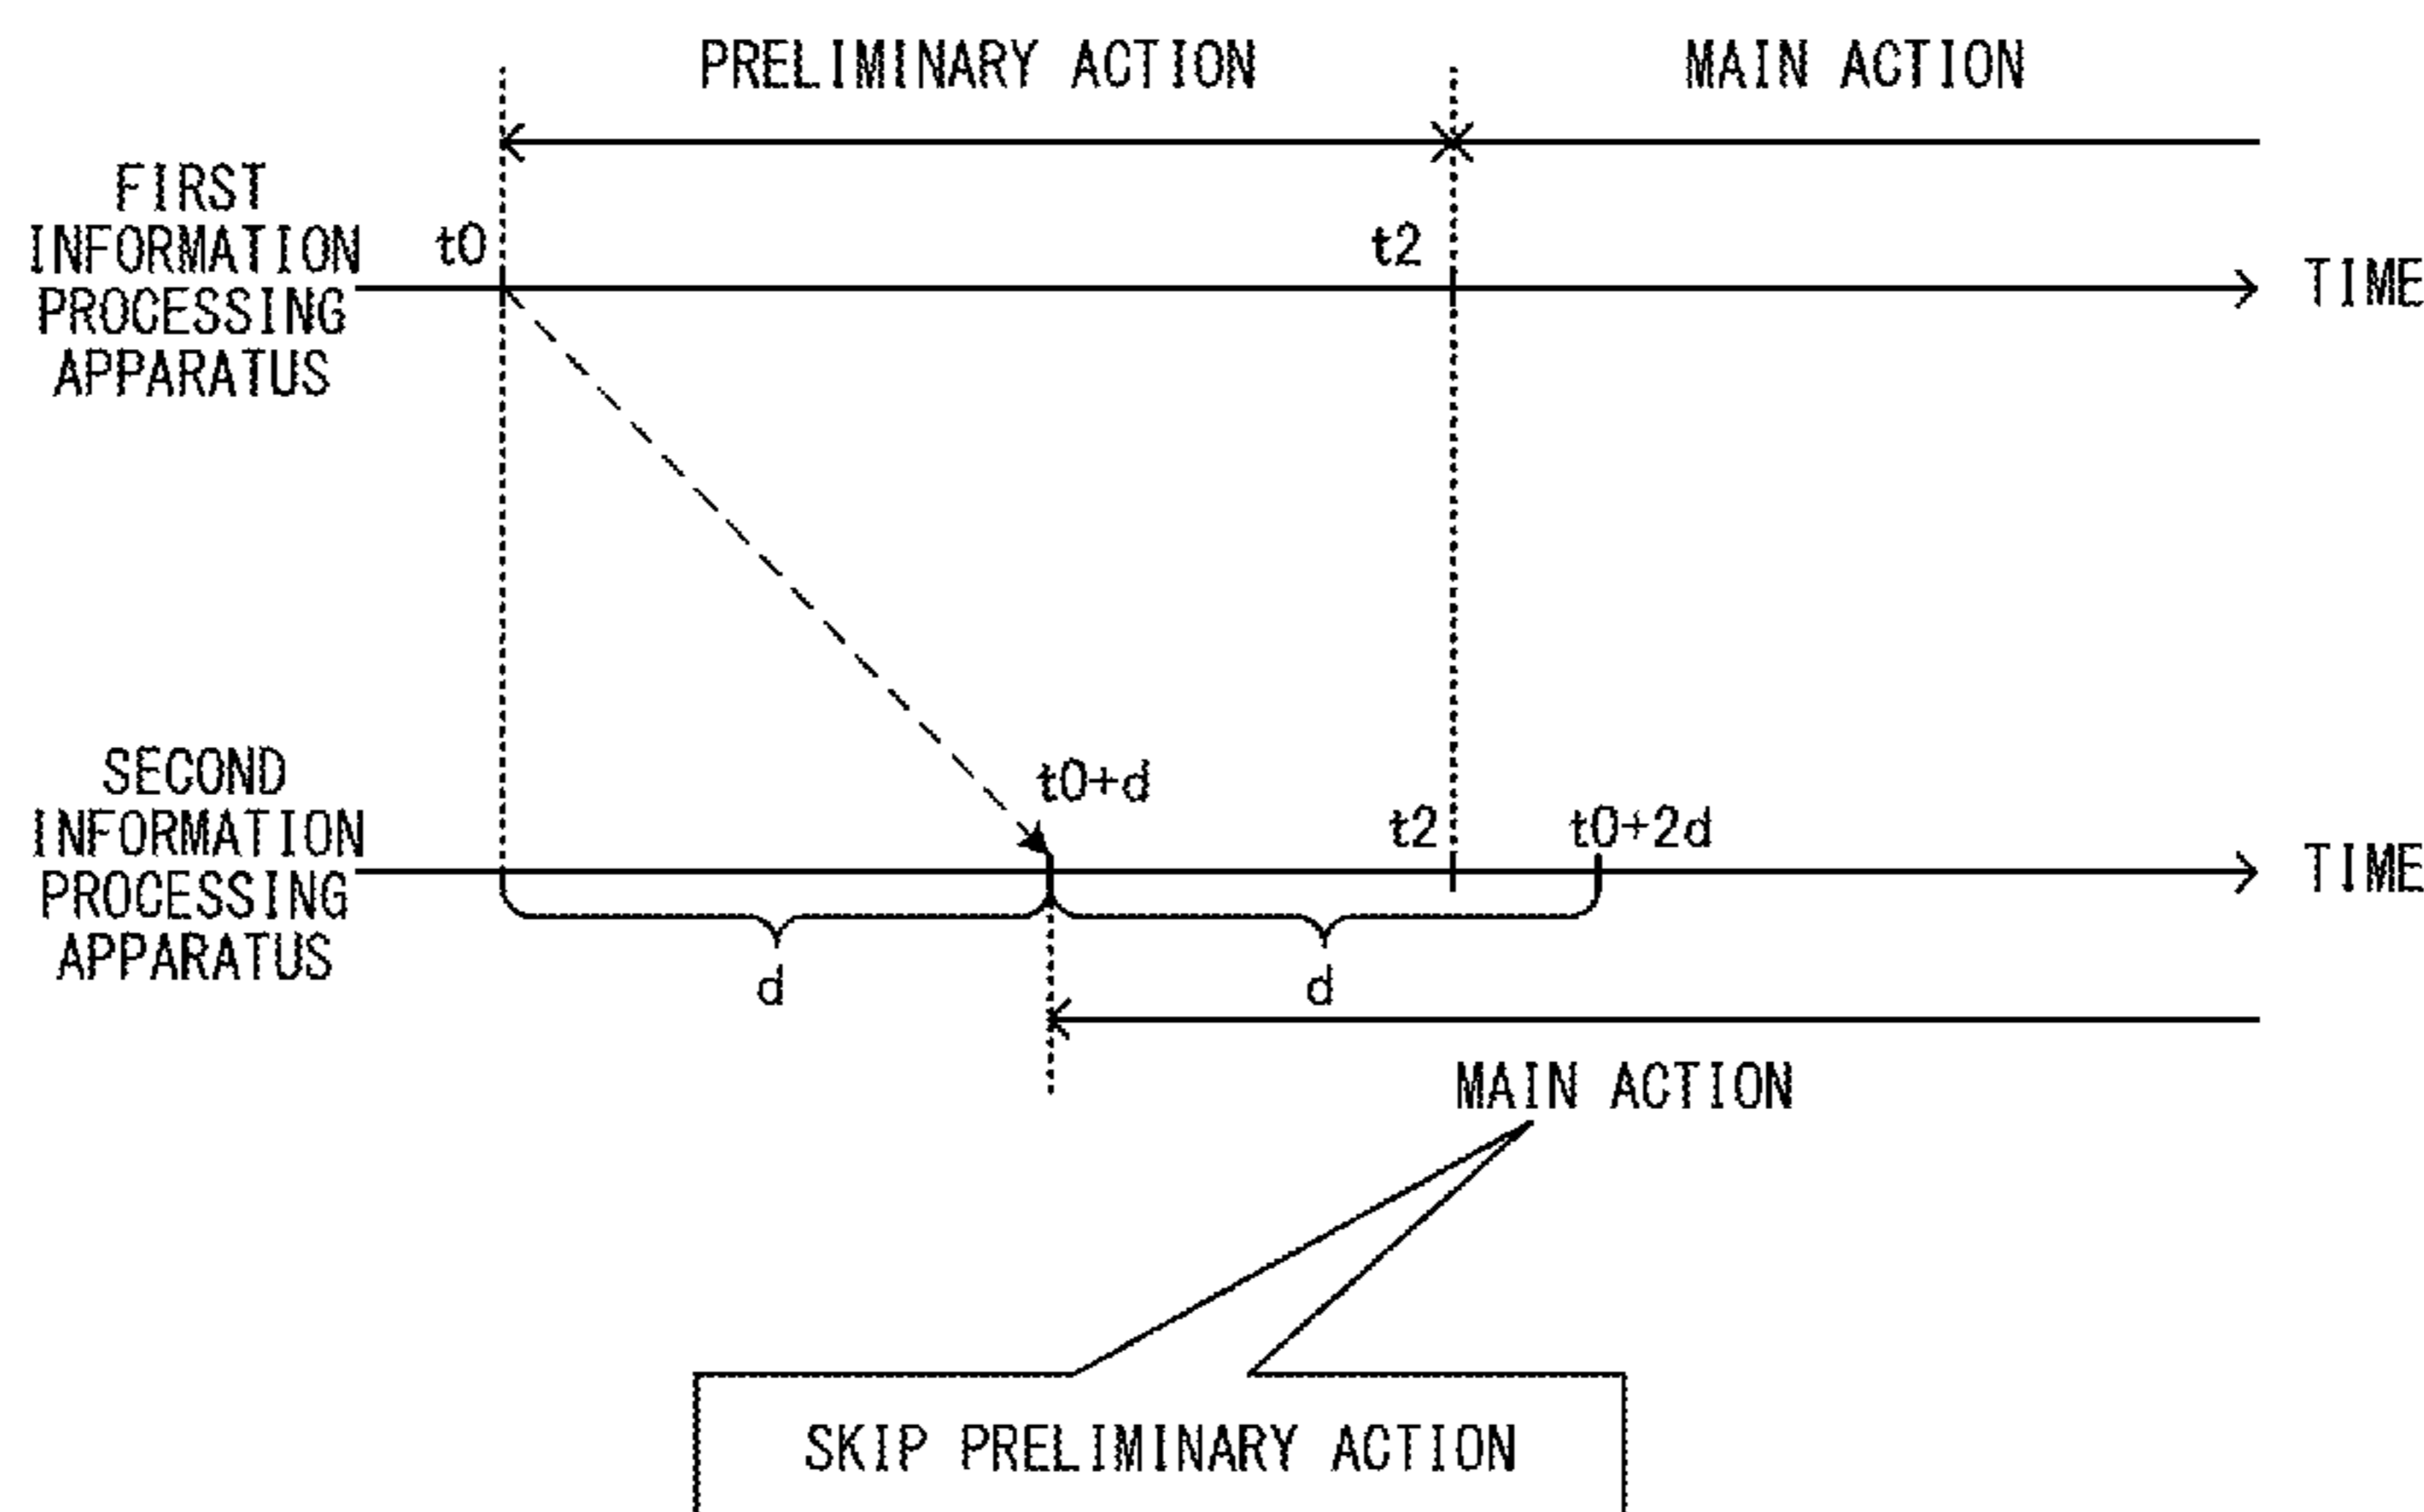 PRELIMINARY ACTION
MAIN ACTION
FIRST
INFORMATION
PROCESSING
APPARATUS
t0
t2
TIME
SECOND
INFORMATION
PROCESSING
APPARATUS
t0+d
t2
t0+2d
TIME
d
d
MAIN ACTION
SKIP PRELIMINARY ACTION